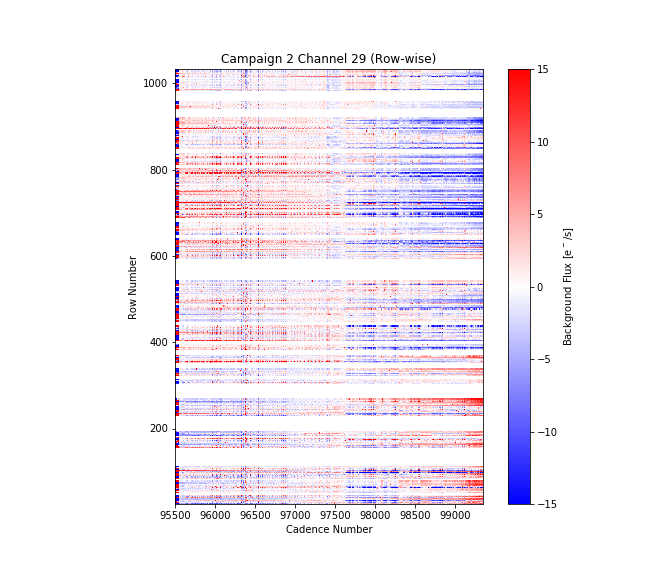 Campaign 2 Channel 29 (Row-wise)
1000
800
600
400
200
Row Number
95500 96000 96500 97000 97500 98000 98500 99000
Cadence Number
15
10
5
0
−5
−10
−15
Background Flux [e⁻/s]